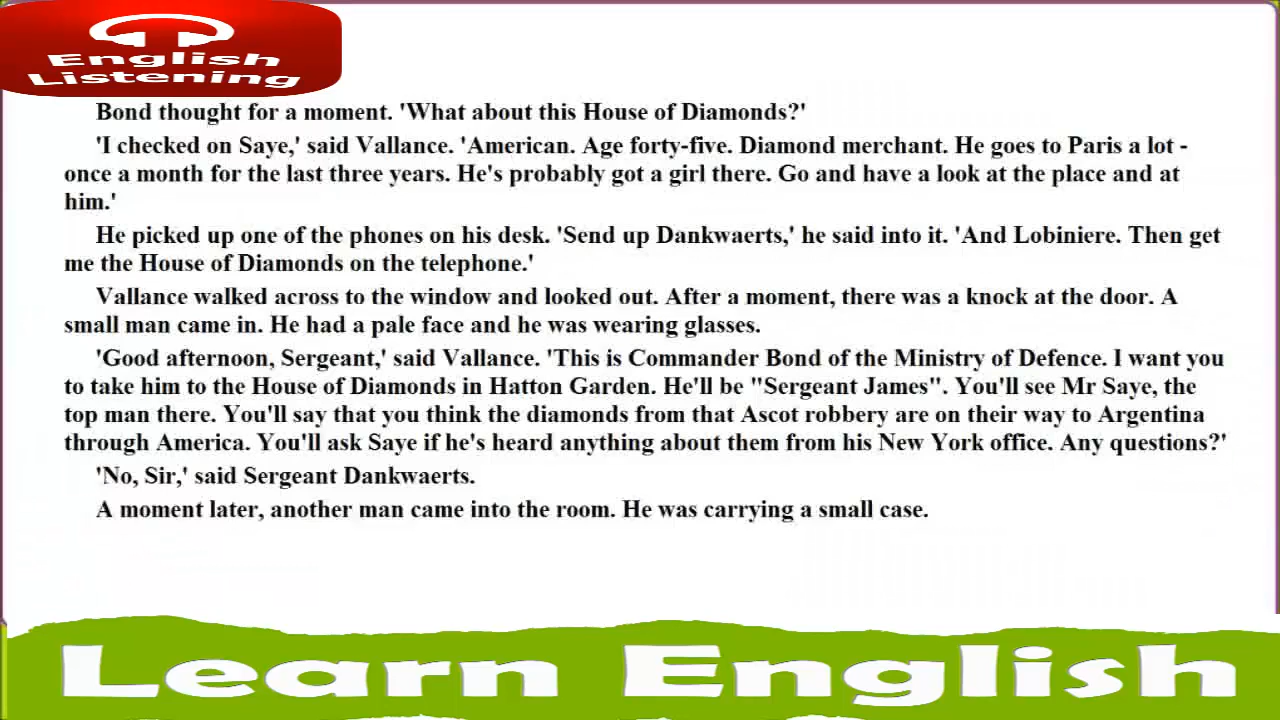 English
Listening
Bond thought for a moment. 'What about this House of Diamonds?'
'I checked on Saye,' said Vallance. 'American. Age forty-five. Diamond merchant. He goes to Paris a lot -
once a month for the last three years. He's probably got a girl there. Go and have a look at the place and at
him.'
He picked up one of the phones on his desk. 'Send up Dankwaerts,' he said into it. 'And Lobiniere. Then get
me the House of Diamonds on the telephone.'
Vallance walked across to the window and looked out. After a moment, there was a knock at the door. A
small man came in. He had a pale face and he was wearing glasses.
'Good afternoon, Sergeant,' said Vallance. 'This is Commander Bond of the Ministry of Defence. I want you
to take him to the House of Diamonds in Hatton Garden. He'll be "Sergeant James". You'll see Mr Saye, the
top man there. You'll say that you think the diamonds from that Ascot robbery are on their way to Argentina
through America. You'll ask Saye if he's heard anything about them from his New York office. Any questions?'
'No, Sir,' said Sergeant Dankwaerts.
A moment later, another man came into the room. He was carrying a small case.
Learn English